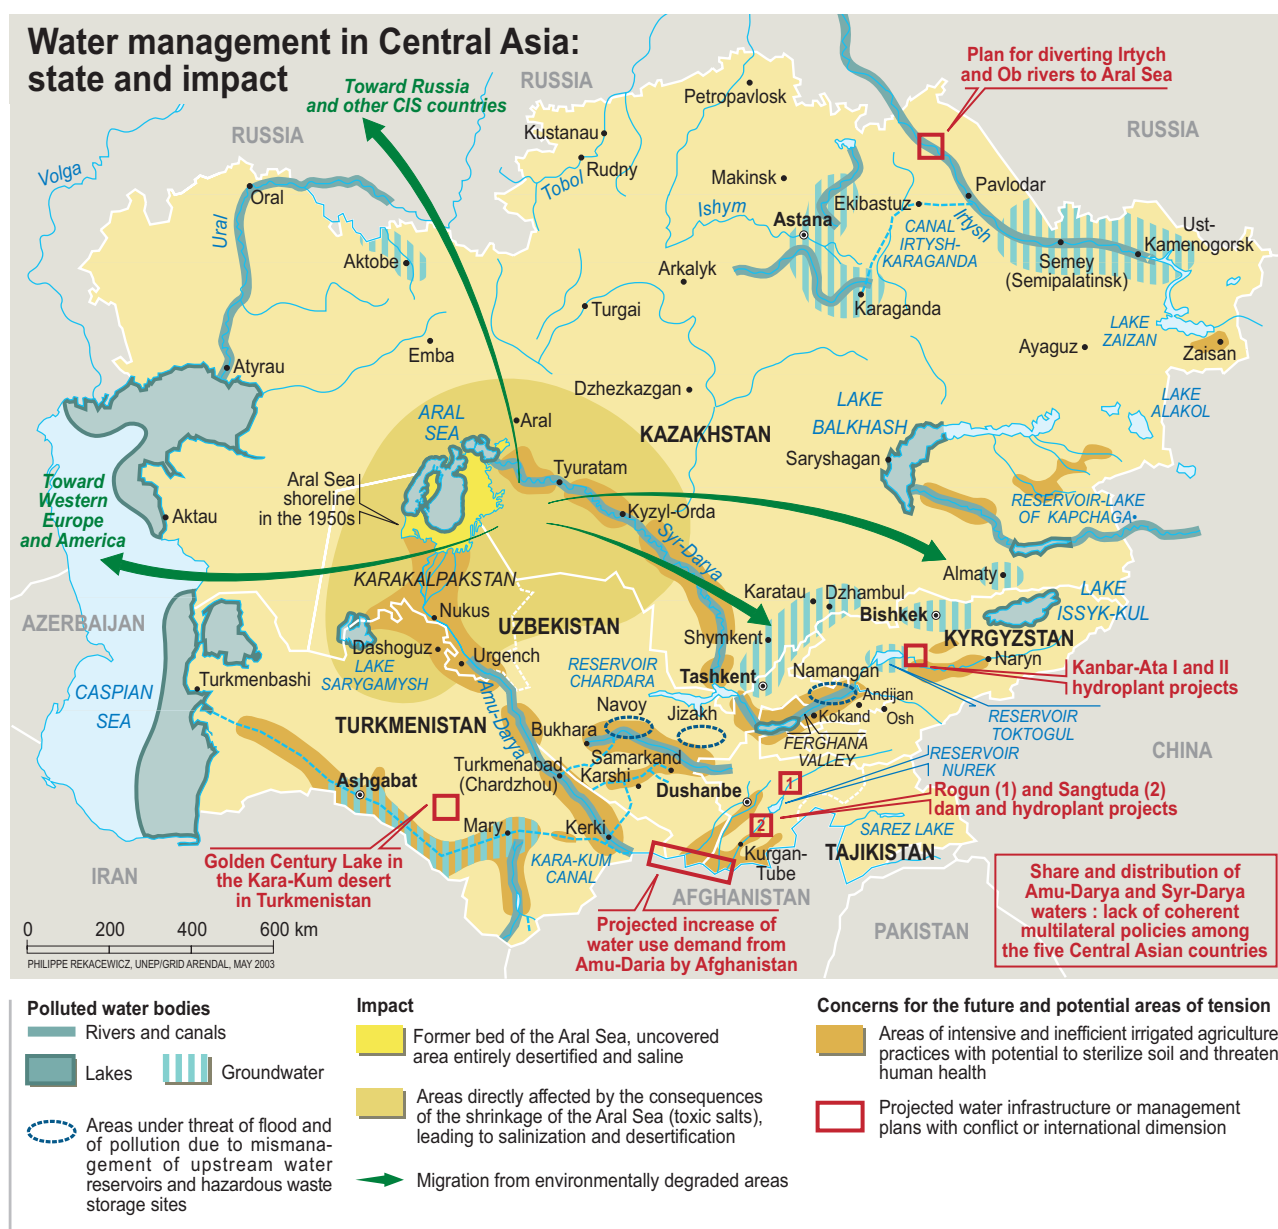 Water management in Central Asia:
state and impact
Toward Russia
and other CIS countries
RUSSIA
RUSSIA
RUSSIA
Plan for diverting Irtych
and Ob rivers to Aral Sea
Volga
Oral
Ural
Aktobe
Atyrau
Emba
Kustanau
Rudny
Tobol
Petropavlosk
Makinsk
Ishym
Astana
Ekibastuz
Pavlodar
Irtysh
CANAL
IRTYSH-
KARAGANDA
Ust-
Kamenogorsk
Semey
(Semipalatinsk)
Arkalyk
Turgai
Karaganda
LAKE
ZAIZAN
Ayaguz
Zaisan
Dzhezkazgan
ARAL
SEA
Aral
KAZAKHSTAN
LAKE
BALKHASH
LAKE
ALAKOL
Saryshagan
Tyuratam
Aral Sea
shoreline
in the 1950s
Toward
Western
Europe
and America
Aktau
Kyzyl-Orda
Syr-Darya
RESERVOIR-LAKE
OF KAPCHAGA
Almaty
KARAKALPAKSTAN
Nukus
Karatau
Dzhambul
Bishkek
LAKE
ISSYK-KUL
AZERBAIJAN
UZBEKISTAN
Shymkent
KYRGYZSTAN
Dashoguz
Urgench
LAKE
SARYGAMYSH
RESERVOIR
CHARDARA
Tashkent
Namangan
Naryn
Kanbar-Ata I and II
hydroplant projects
Turkmenbashi
CASPIAN
SEA
Amu-Darya
Navoy
Jizakh
Andijan
Kokand
Osh
RESERVOIR
TOKTOGUL
TURKMENISTAN
Bukhara
FERGHANA
VALLEY
CHINA
Turkmenabad
(Chardzhou)
Samarkand
Karshi
RESERVOIR
NUREK
Ashgabat
Dushanbe
1
2
Rogun (1) and Sangtuda (2)
dam and hydroplant projects
Mary
Kerki
SAREZ LAKE
TAJIKISTAN
Kurgan-
Tube
KARA-KUM
CANAL
Golden Century Lake in
the Kara-Kum desert
in Turkmenistan
IRAN
AFGHANISTAN
PAKISTAN
Projected increase of
water use demand from
Amu-Daria by Afghanistan
Share and distribution of
Amu-Darya and Syr-Darya
waters : lack of coherent
multilateral policies among
the five Central Asian countries
0 200 400 600 km
PHILIPPE REKACEWICZ, UNEP/GRID ARENDAL, MAY 2003
Polluted water bodies
Rivers and canals
Lakes
Groundwater
Areas under threat of flood and
of pollution due to mismana-
gement of upstream water
reservoirs and hazardous waste
storage sites
Impact
Former bed of the Aral Sea, uncovered
area entirely desertified and saline
Areas directly affected by the consequences
of the shrinkage of the Aral Sea (toxic salts),
leading to salinization and desertification
Migration from environmentally degraded areas
Concerns for the future and potential areas of tension
Areas of intensive and inefficient irrigated agriculture
practices with potential to sterilize soil and threaten
human health
Projected water infrastructure or management
plans with conflict or international dimension